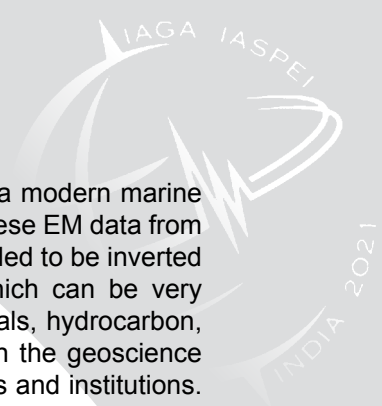 IAGA IASPEI
INDIA 2021
a modern marine
ese EM data from
led to be inverted
nich can be very
als, hydrocarbon,
n the geoscience
s and institutions.